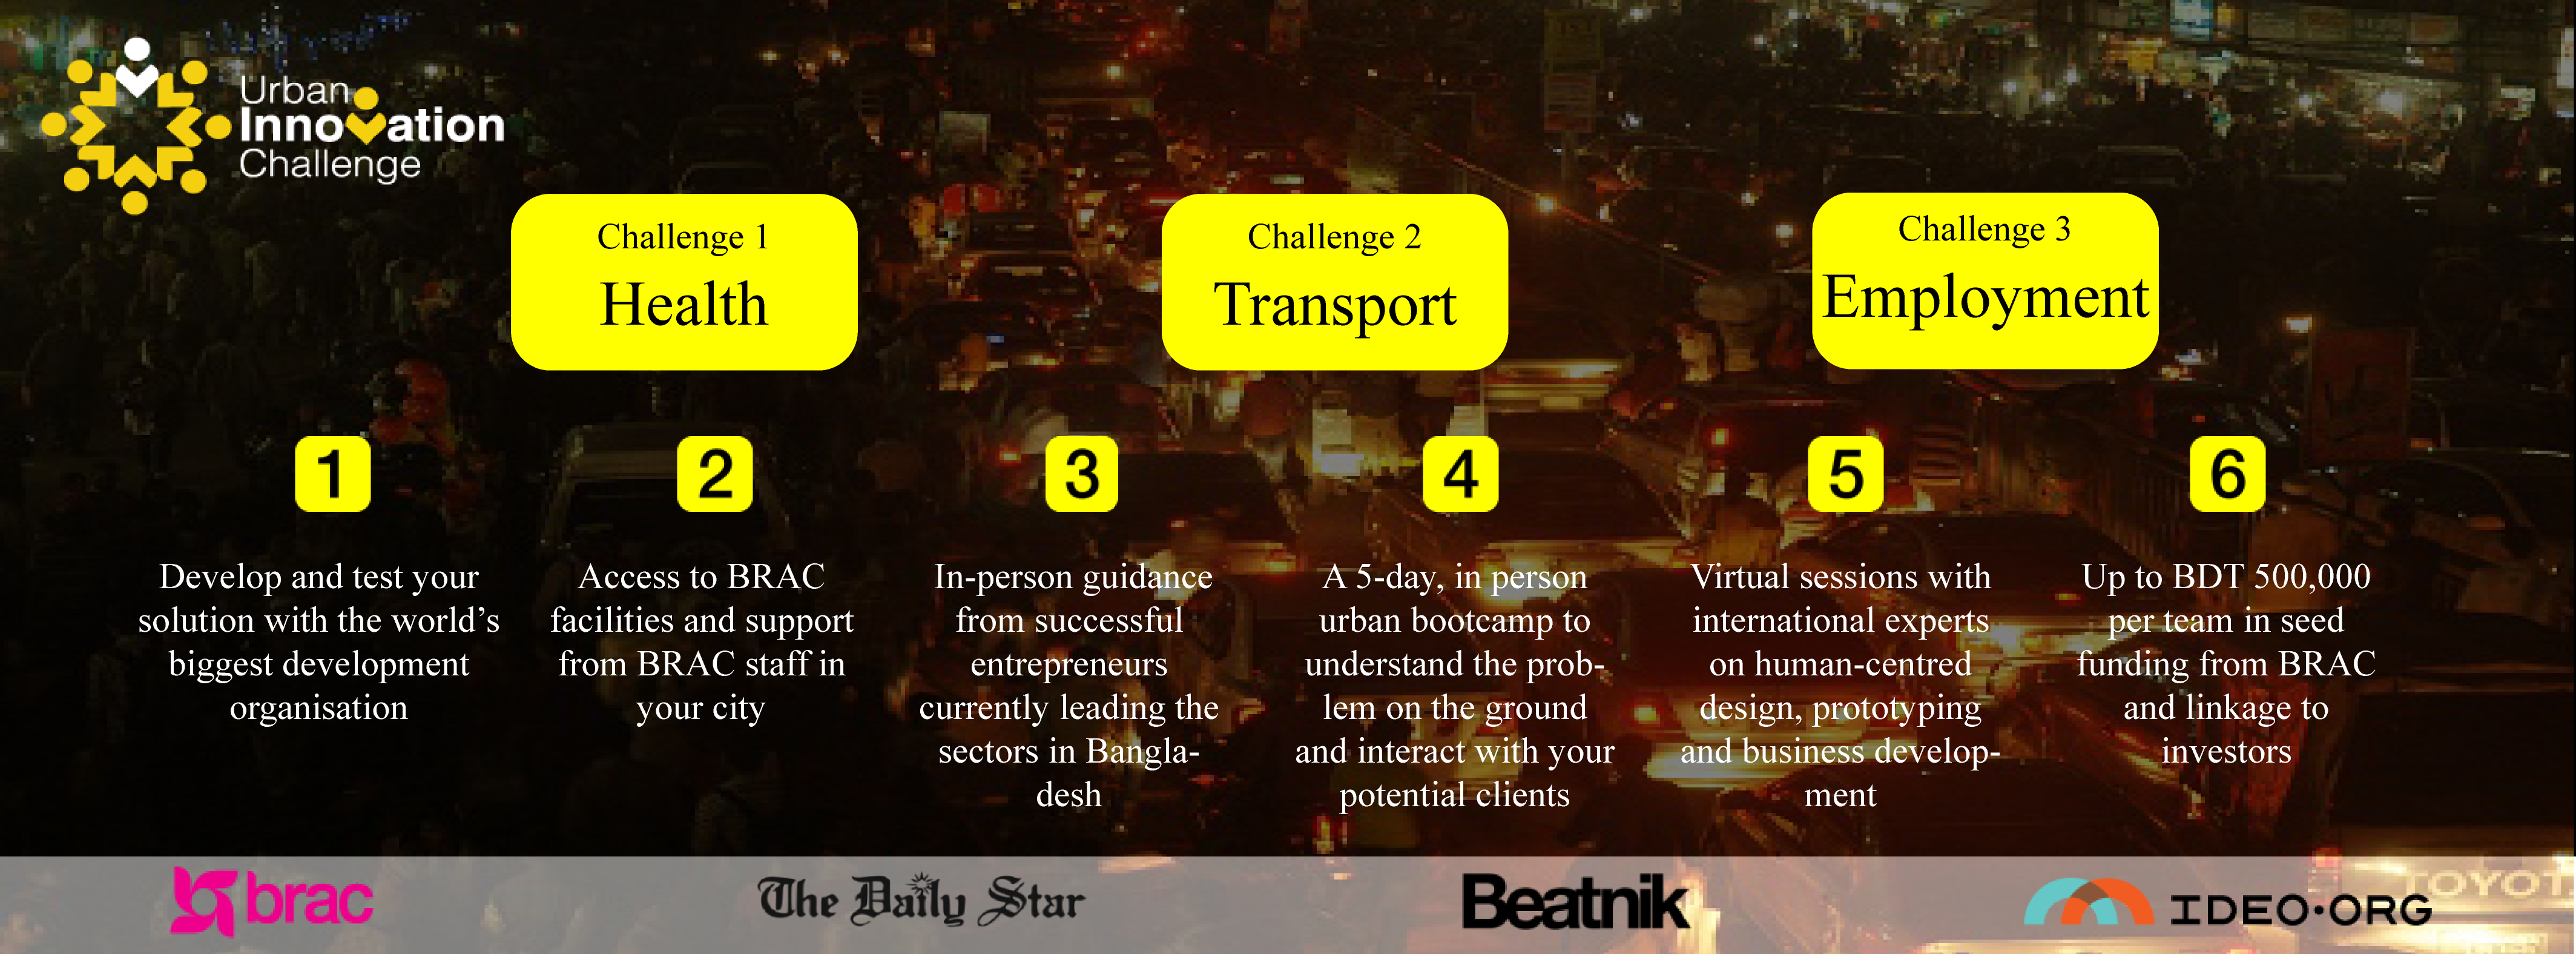 Urban
Innovation
Challenge
Challenge 1
Health
Challenge 2
Transport
Challenge 3
Employment
1
Develop and test your
solution with the world’s
biggest development
organisation
2
Access to BRAC
facilities and support
from BRAC staff in
your city
3
In-person guidance
from successful
entrepreneurs
currently leading the
sectors in Bangla-
desh
4
A 5-day, in person
urban bootcamp to
understand the prob-
lem on the ground
and interact with your
potential clients
5
Virtual sessions with
international experts
on human-centred
design, prototyping
and business develop-
ment
6
Up to BDT 500,000
per team in seed
funding from BRAC
and linkage to
investors
brac
The Daily Star
Beatnik
IDEO.ORG
TOYOT